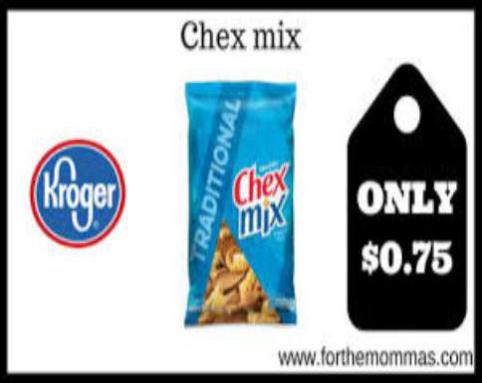 Chex mix
Kroger
TRADITIONAL
Chex
mix
ONLY
$0.75
www.forthemommas.com